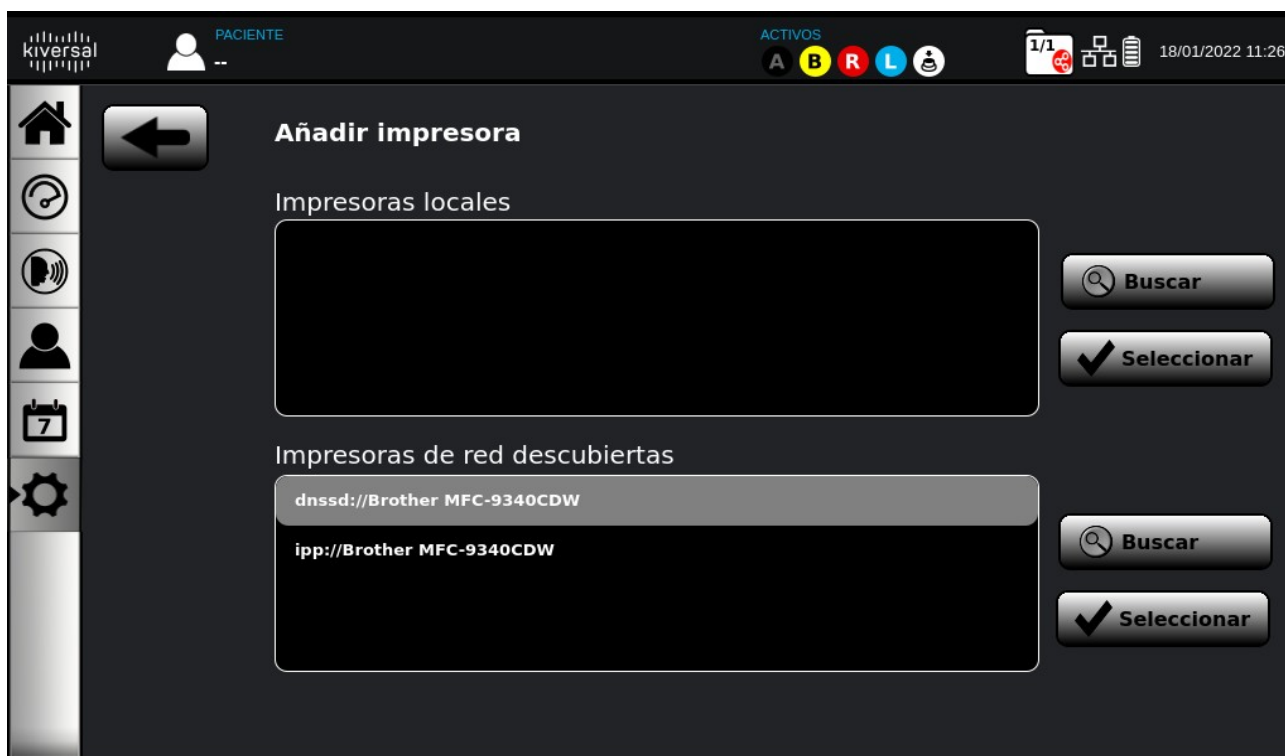 kiversal
PACIENTE
--
ACTIVOS
A B R L
1/1
18/01/2022 11:26
Añadir impresora
Impresoras locales
Buscar
Seleccionar
7
Impresoras de red descubiertas
dnssd://Brother MFC-9340CDW
ipp://Brother MFC-9340CDW
Buscar
Seleccionar